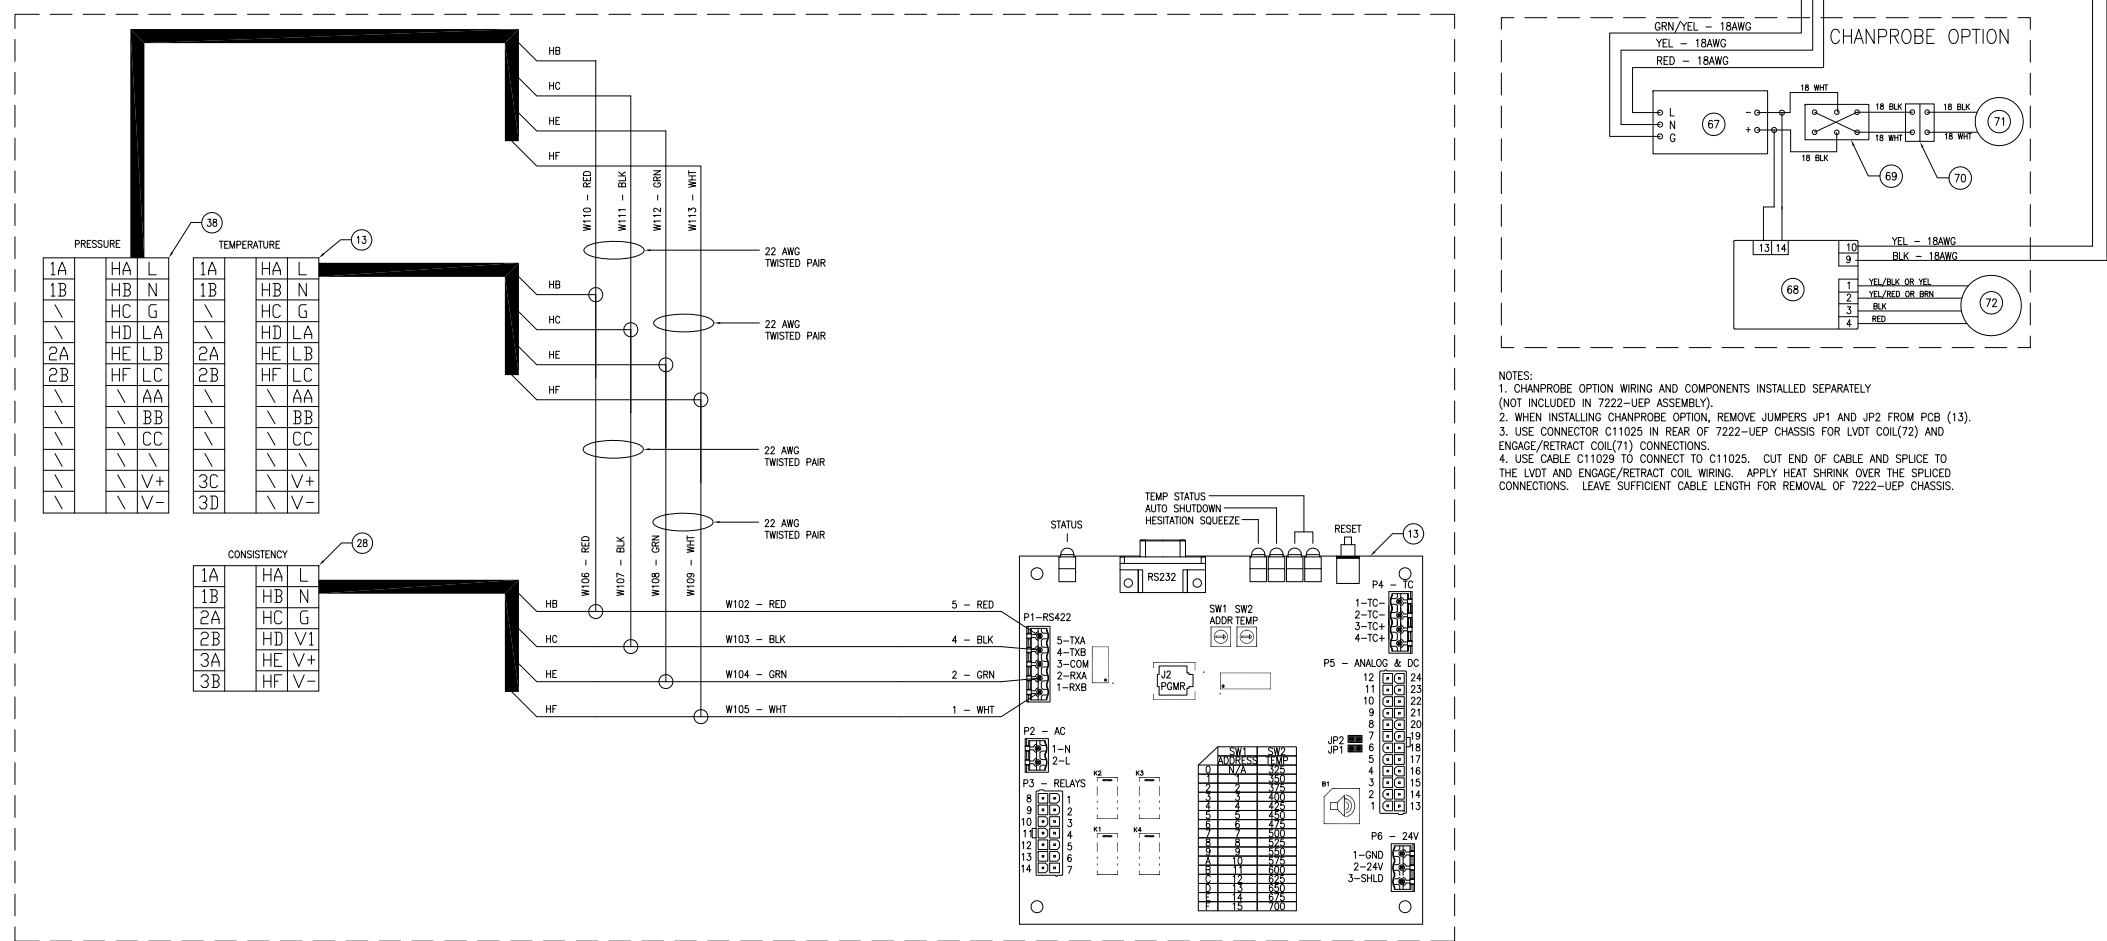 HB
HC
HE
HF
W110 - RED
W111 - BLK
W112 - GRN
W113 - WHT
22 AWG
TWISTED PAIR
22 AWG
TWISTED PAIR
22 AWG
TWISTED PAIR
22 AWG
TWISTED PAIR
38
PRESSURE
1A HA L
1B HB N
\ HC G
\ HD LA
2A HE LB
2B HF LC
\ \ AA
\ \ BB
\ \ CC
\ \ \
\ \ V+
\ \ V-
13
TEMPERATURE
1A HA L
1B HB N
\ HC G
\ HD LA
2A HE LB
2B HF LC
\ \ AA
\ \ BB
\ \ CC
\ \ \
3C \ V+
3D \ V-
HB
HC
HE
HF
28
CONSISTENCY
1A HA L
1B HB N
2A HC G
2B HD V1
3A HE V+
3B HF V-
W106 - RED
W107 - BLK
W108 - GRN
W109 - WHT
HB W102 - RED 5 - RED
HC W103 - BLK 4 - BLK
HE W104 - GRN 2 - GRN
HF W105 - WHT 1 - WHT
TEMP STATUS
AUTO SHUTDOWN
HESITATION SQUEEZE
STATUS
RESET
13
RS232
P1-RS422
5-TXA
4-TXB
3-COM
2-RXA
1-RXB
SW1 SW2
ADDR TEMP
J2
PGMR
P4 - TC
1-TC-
2-TC-
3-TC+
4-TC+
P5 - ANALOG & DC
12 24
11 23
10 22
9 21
8 20
7 19
6 18
5 17
4 16
3 15
2 14
1 13
JP2
JP1
P2 - AC
1-N
2-L
P3 - RELAYS
8 1
9 2
10 3
11 4
12 5
13 6
14 7
K2 K3
K1 K4
B1
SW1 SW2
ADDRESS TEMP
0 N/A 325
1 1 350
2 2 375
3 3 400
4 4 425
5 5 450
6 6 475
7 7 500
8 8 525
9 9 550
A 10 575
B 11 600
C 12 625
D 13 650
E 14 675
F 15 700
P6 - 24V
1-GND
2-24V
3-SHLD
CHANPROBE OPTION
GRN/YEL - 18AWG
YEL - 18AWG
RED - 18AWG
L
N
G
67
-
+
18 WHT
18 BLK
18 BLK
18 WHT
18 BLK
18 WHT
69
70
71
13 14
10 YEL - 18AWG
9 BLK - 18AWG
68
1 YEL/BLK OR YEL
2 YEL/RED OR BRN
3 BLK
4 RED
72
NOTES:
1. CHANPROBE OPTION WIRING AND COMPONENTS INSTALLED SEPARATELY
(NOT INCLUDED IN 7222-UEP ASSEMBLY).
2. WHEN INSTALLING CHANPROBE OPTION, REMOVE JUMPERS JP1 AND JP2 FROM PCB (13).
3. USE CONNECTOR C11025 IN REAR OF 7222-UEP CHASSIS FOR LVDT COIL(72) AND
ENGAGE/RETRACT COIL(71) CONNECTIONS.
4. USE CABLE C11029 TO CONNECT TO C11025. CUT END OF CABLE AND SPLICE TO
THE LVDT AND ENGAGE/RETRACT COIL WIRING. APPLY HEAT SHRINK OVER THE SPLICED
CONNECTIONS. LEAVE SUFFICIENT CABLE LENGTH FOR REMOVAL OF 7222-UEP CHASSIS.